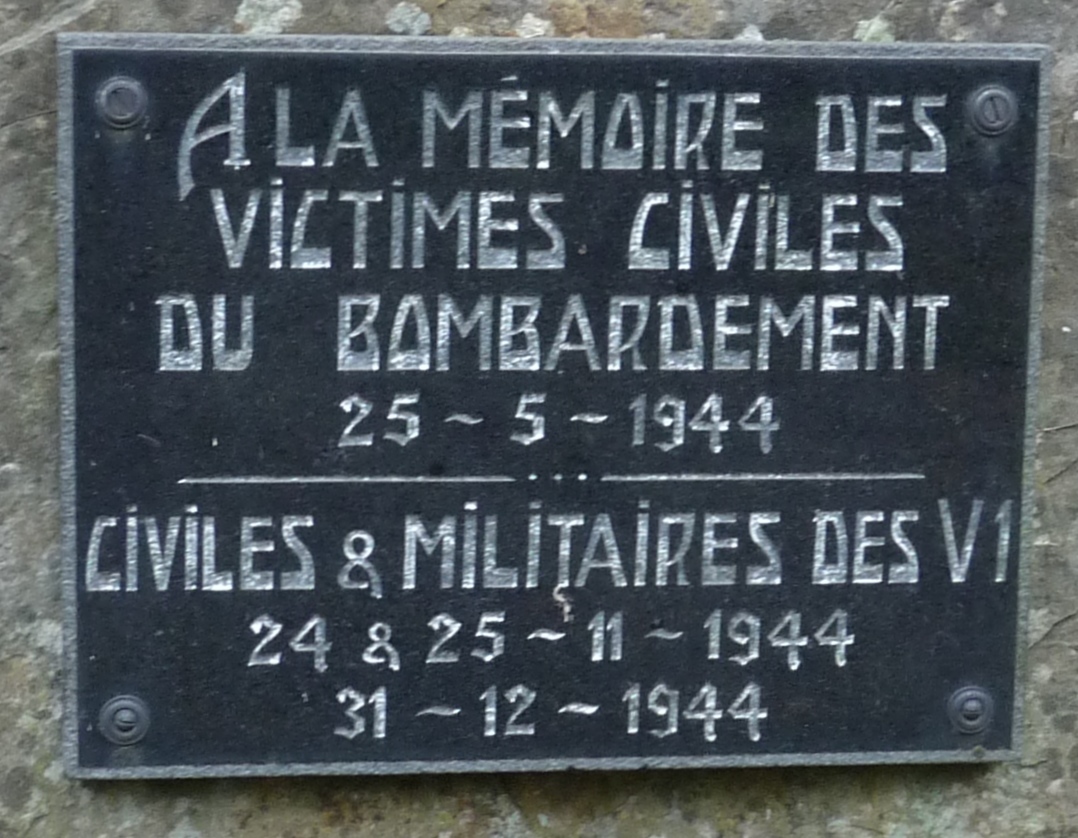 A LA MÉMOIRE DES
VICTIMES CIVILES
DU BOMBARDEMENT
25 ~ 5 ~ 1944
CIVILES & MILITAIRES DES V1
24 & 25 ~ 11 ~ 1944
31 ~ 12 ~ 1944